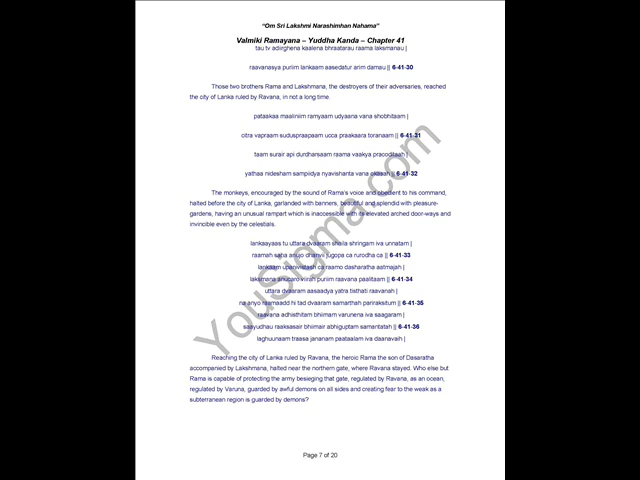 “Om Sri Lakshmi Narashimhan Nahama”
Valmiki Ramayana – Yuddha Kanda – Chapter 41
tau tv adiirghena kaalena bhraatarau raama laksmanau |
raavanasya puriim lankaam aasedatur arim damau || 6-41-30
Those two brothers Rama and Lakshmana, the destroyers of their adversaries, reached
the city of Lanka ruled by Ravana, in not a long time.
pataakaa maaliniim ramyaam udyaana vana shobhitaam |
citra vapraam suduspraapaam ucca praakaara toranaam || 6-41-31
taam surair api durdharsaam raama vaakya pracoditaah |
yathaa nidesham sampiidya nyavishanta vana okasah || 6-41-32
The monkeys, encouraged by the sound of Rama's voice and obedient to his command,
halted before the city of Lanka, garlanded with banners, beautiful and splendid with pleasure-
gardens, having an unusual rampart which is inaccessible with its elevated arched door-ways and
invincible even by the celestials.
lankaayaas tu uttara dvaaram shaila shringam iva unnatam |
raamah saha anujo dhanvii jugopa ca rurodha ca || 6-41-33
lankaam upanivistash ca raamo dasharatha aatmajah |
laksmana anucaro viirah puriim raavana paalitaam || 6-41-34
uttara dvaaram aasaadya yatra tisthati raavanah |
na anyo raamaadd hi tad dvaaram samarthah pariraksitum || 6-41-35
raavana adhisthitam bhiimam varunena iva saagaram |
saayudhau raaksasair bhiimair abhiguptam samantatah || 6-41-36
laghuunaam traasa jananam paataalam iva daanavaih |
Reaching the city of Lanka ruled by Ravana, the heroic Rama the son of Dasaratha
accompanied by Lakshmana, halted near the northern gate, where Ravana stayed. Who else but
Rama is capable of protecting the army besieging that gate, regulated by Ravana, as an ocean,
regulated by Varuna, guarded by awful demons on all sides and creating fear to the weak as a
subterranean region is guarded by demons?
Page 7 of 20
YouSigma.com